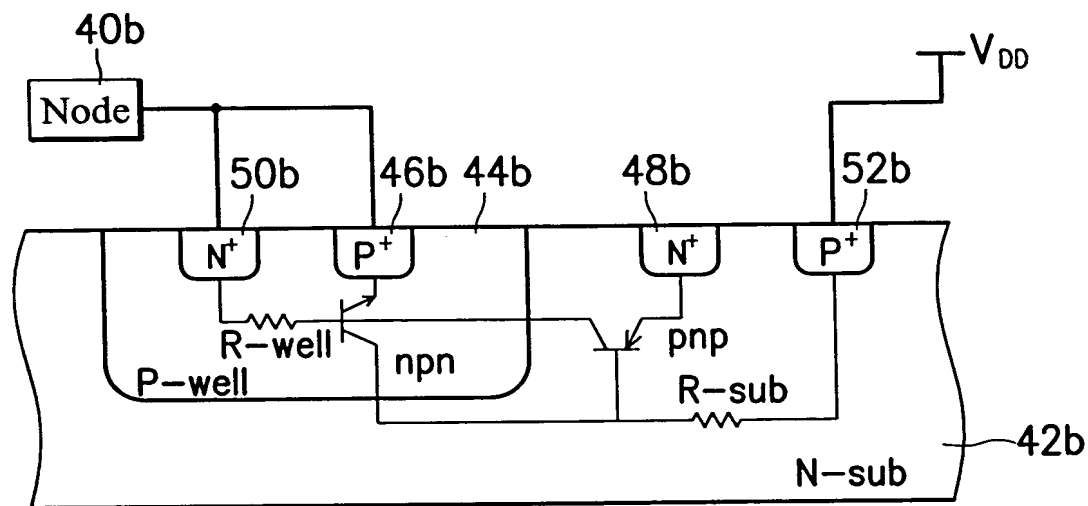 40b
V_DD
Node
50b
46b
44b
48b
52b
N+
P+
N+
P+
R-well
npn
pnp
P-well
R-sub
42b
N-sub